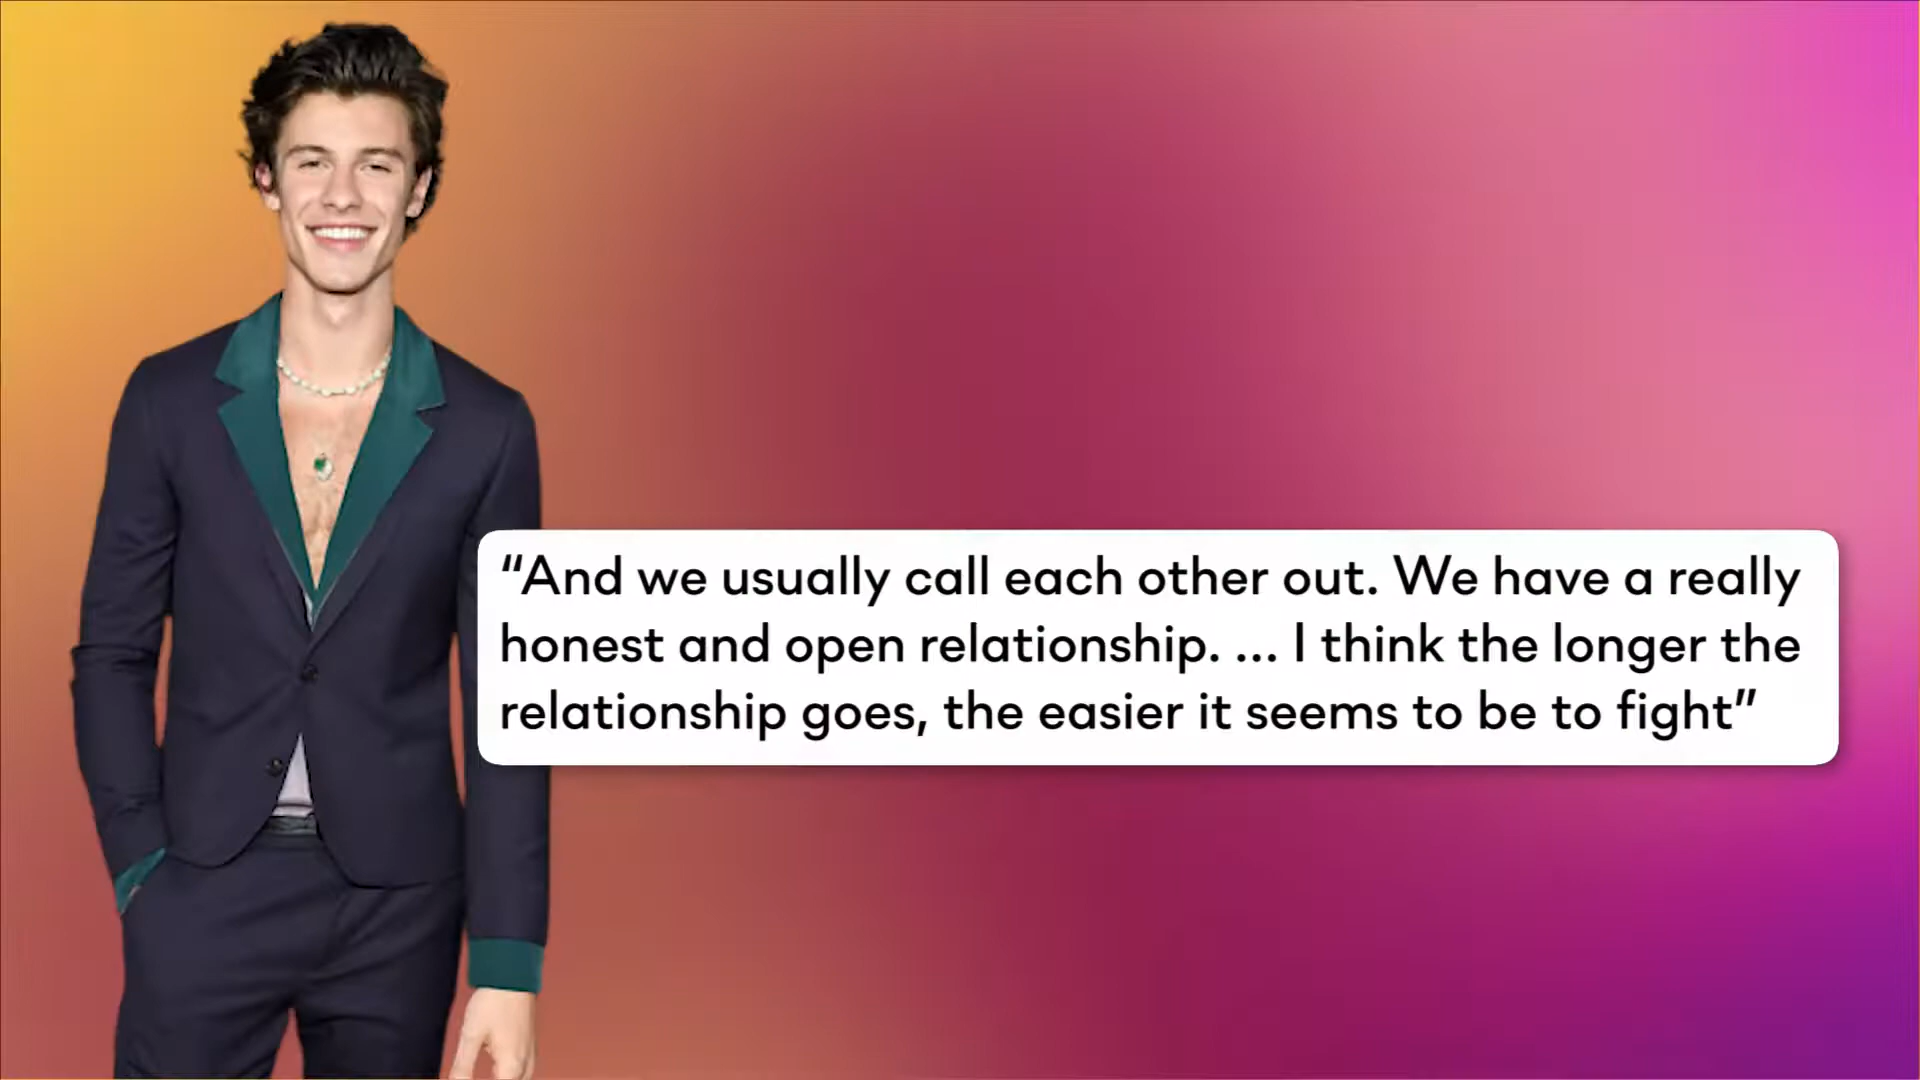 “And we usually call each other out. We have a really
honest and open relationship. ... I think the longer the
relationship goes, the easier it seems to be to fight”